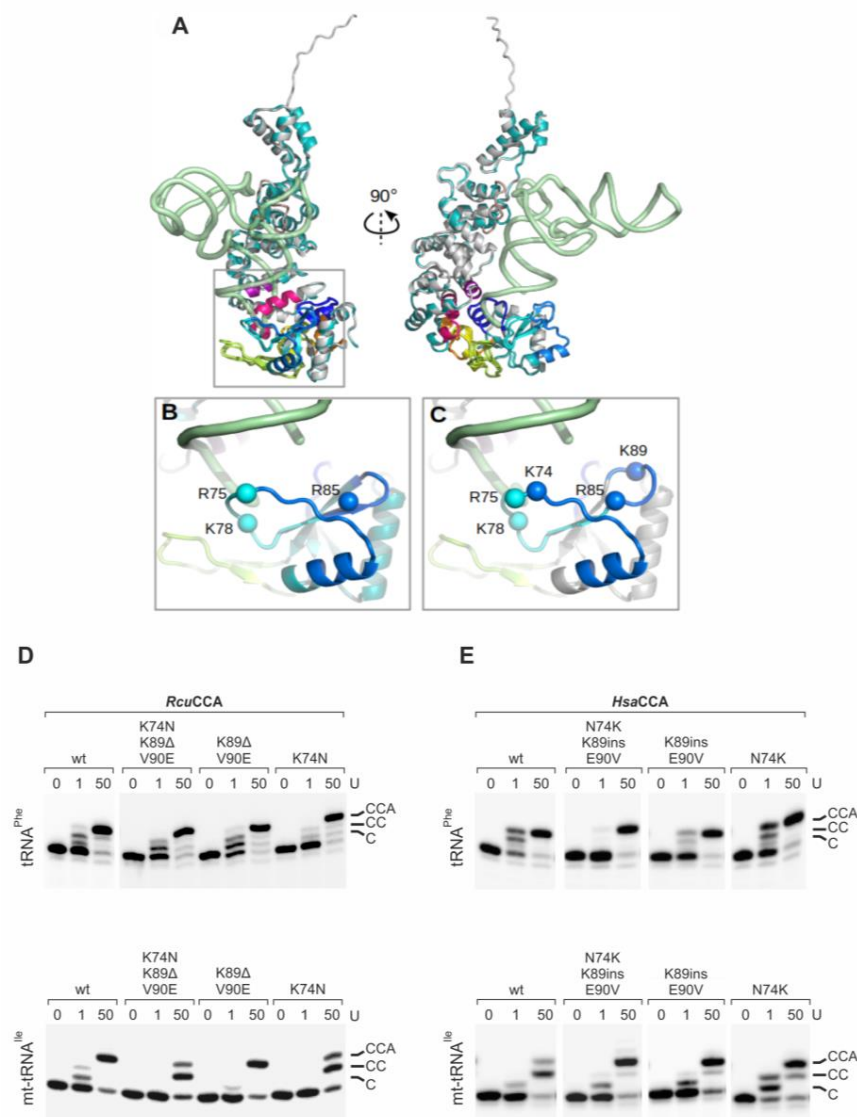 A
90°
B
R75
R85
K78
C
K89
K74
R75
R85
K78
D
RcuCCA
K74N
K89Δ K89Δ
wt V90E V90E K74N
0 1 50 0 1 50 0 1 50 0 1 50 U
tRNAPhe
CCA
CC
C
K74N
K89Δ K89Δ
wt V90E V90E K74N
0 1 50 0 1 50 0 1 50 0 1 50 U
mt-tRNAIle
CCA
CC
C
E
HsaCCA
N74K
K89ins K89ins
wt E90V E90V N74K
0 1 50 0 1 50 0 1 50 0 1 50 U
tRNAPhe
CCA
CC
C
N74K
K89ins K89ins
wt E90V E90V N74K
0 1 50 0 1 50 0 1 50 0 1 50 U
mt-tRNAIle
CCA
CC
C